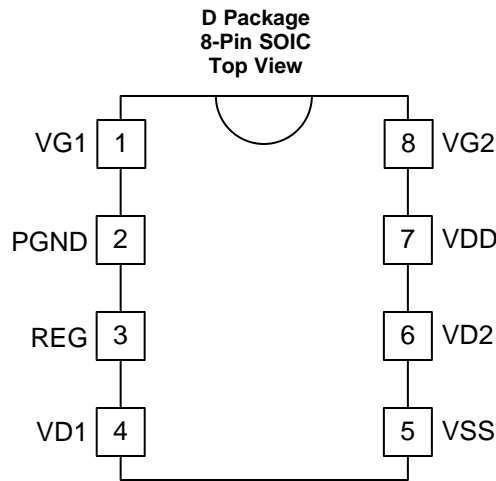 D Package
8-Pin SOIC
Top View
VG1 1 8 VG2
PGND 2 7 VDD
REG 3 6 VD2
VD1 4 5 VSS